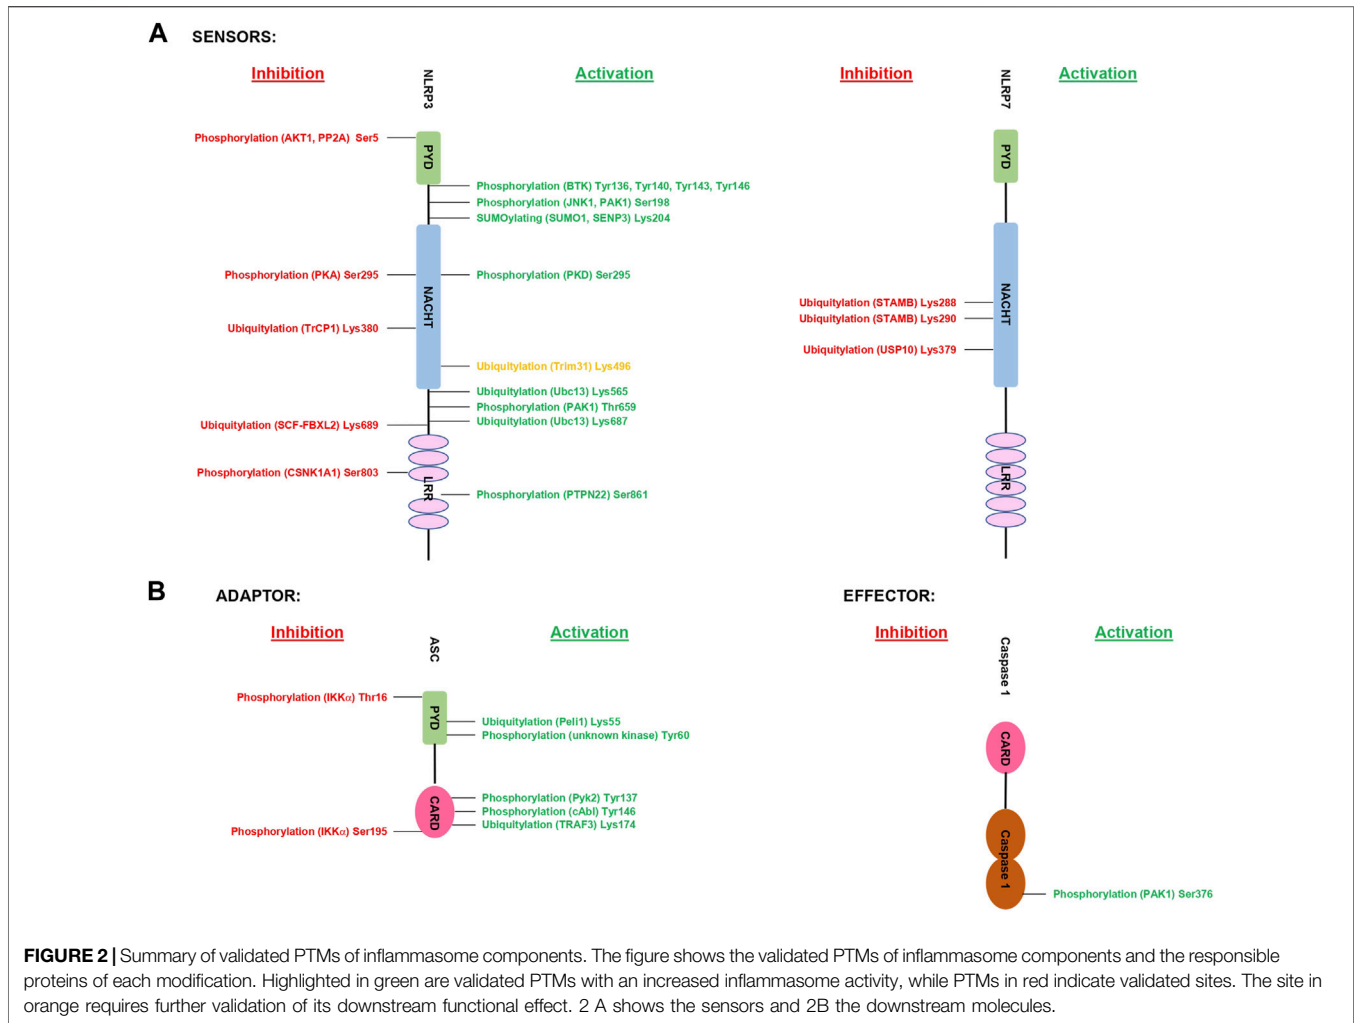 A SENSORS:
Inhibition
NLRP3
Activation
Phosphorylation (AKT1, PP2A) Ser5
PYD
Phosphorylation (BTK) Tyr136, Tyr140, Tyr143, Tyr146
Phosphorylation (JNK1, PAK1) Ser198
SUMOylating (SUMO1, SENP3) Lys204
Phosphorylation (PKA) Ser295
Phosphorylation (PKD) Ser295
NACHT
Ubiquitylation (TrCP1) Lys380
Ubiquitylation (Trim31) Lys496
Ubiquitylation (Ubc13) Lys565
Phosphorylation (PAK1) Thr659
Ubiquitylation (Ubc13) Lys687
Ubiquitylation (SCF-FBXL2) Lys689
Phosphorylation (CSNK1A1) Ser803
LRR
Phosphorylation (PTPN22) Ser861
Inhibition
NLRP7
Activation
PYD
Ubiquitylation (STAMB) Lys288
NACHT
Ubiquitylation (STAMB) Lys290
Ubiquitylation (USP10) Lys379
LRR
B ADAPTOR:
Inhibition
ASC
Activation
Phosphorylation (IKKα) Thr16
PYD
Ubiquitylation (Peli1) Lys55
Phosphorylation (unknown kinase) Tyr60
Phosphorylation (Pyk2) Tyr137
CARD
Phosphorylation (cAbl) Tyr146
Ubiquitylation (TRAF3) Lys174
Phosphorylation (IKKα) Ser195
EFFECTOR:
Inhibition
Caspase 1
Activation
CARD
Caspase 1
Phosphorylation (PAK1) Ser376
FIGURE 2 | Summary of validated PTMs of inflammasome components. The figure shows the validated PTMs of inflammasome components and the responsible
proteins of each modification. Highlighted in green are validated PTMs with an increased inflammasome activity, while PTMs in red indicate validated sites. The site in
orange requires further validation of its downstream functional effect. 2 A shows the sensors and 2B the downstream molecules.